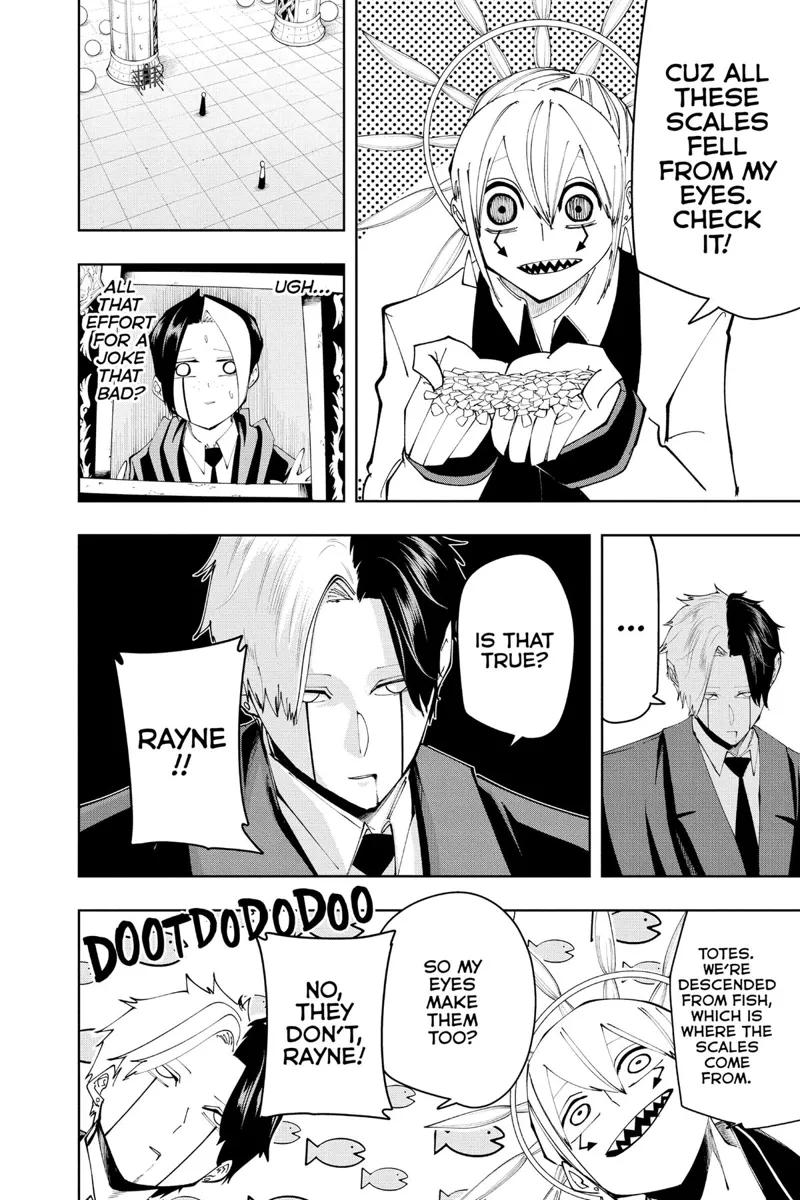 CUZ ALL
THESE
SCALES
FELL
FROM MY
EYES.
CHECK
IT!
UGH...
ALL
THAT
EFFORT
FOR A
JOKE
THAT
BAD?
...
IS THAT
TRUE?
RAYNE
!!
TOTES.
WE'RE
DESCENDED
FROM FISH,
WHICH IS
WHERE THE
SCALES
COME
FROM.
SO MY
EYES
MAKE
THEM
TOO?
NO,
THEY
DON'T,
RAYNE!
DOOTDODODOO